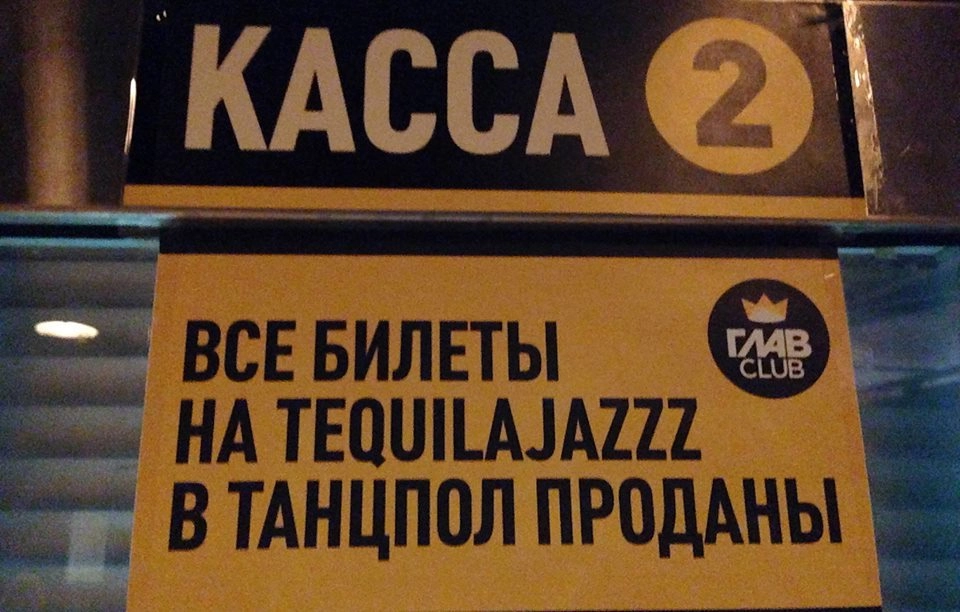 КАССА 2
ВСЕ БИЛЕТЫ
НА TEQUILAJAZZZ
В ТАНЦПОЛ ПРОДАНЫ
ГЛАВ
CLUB